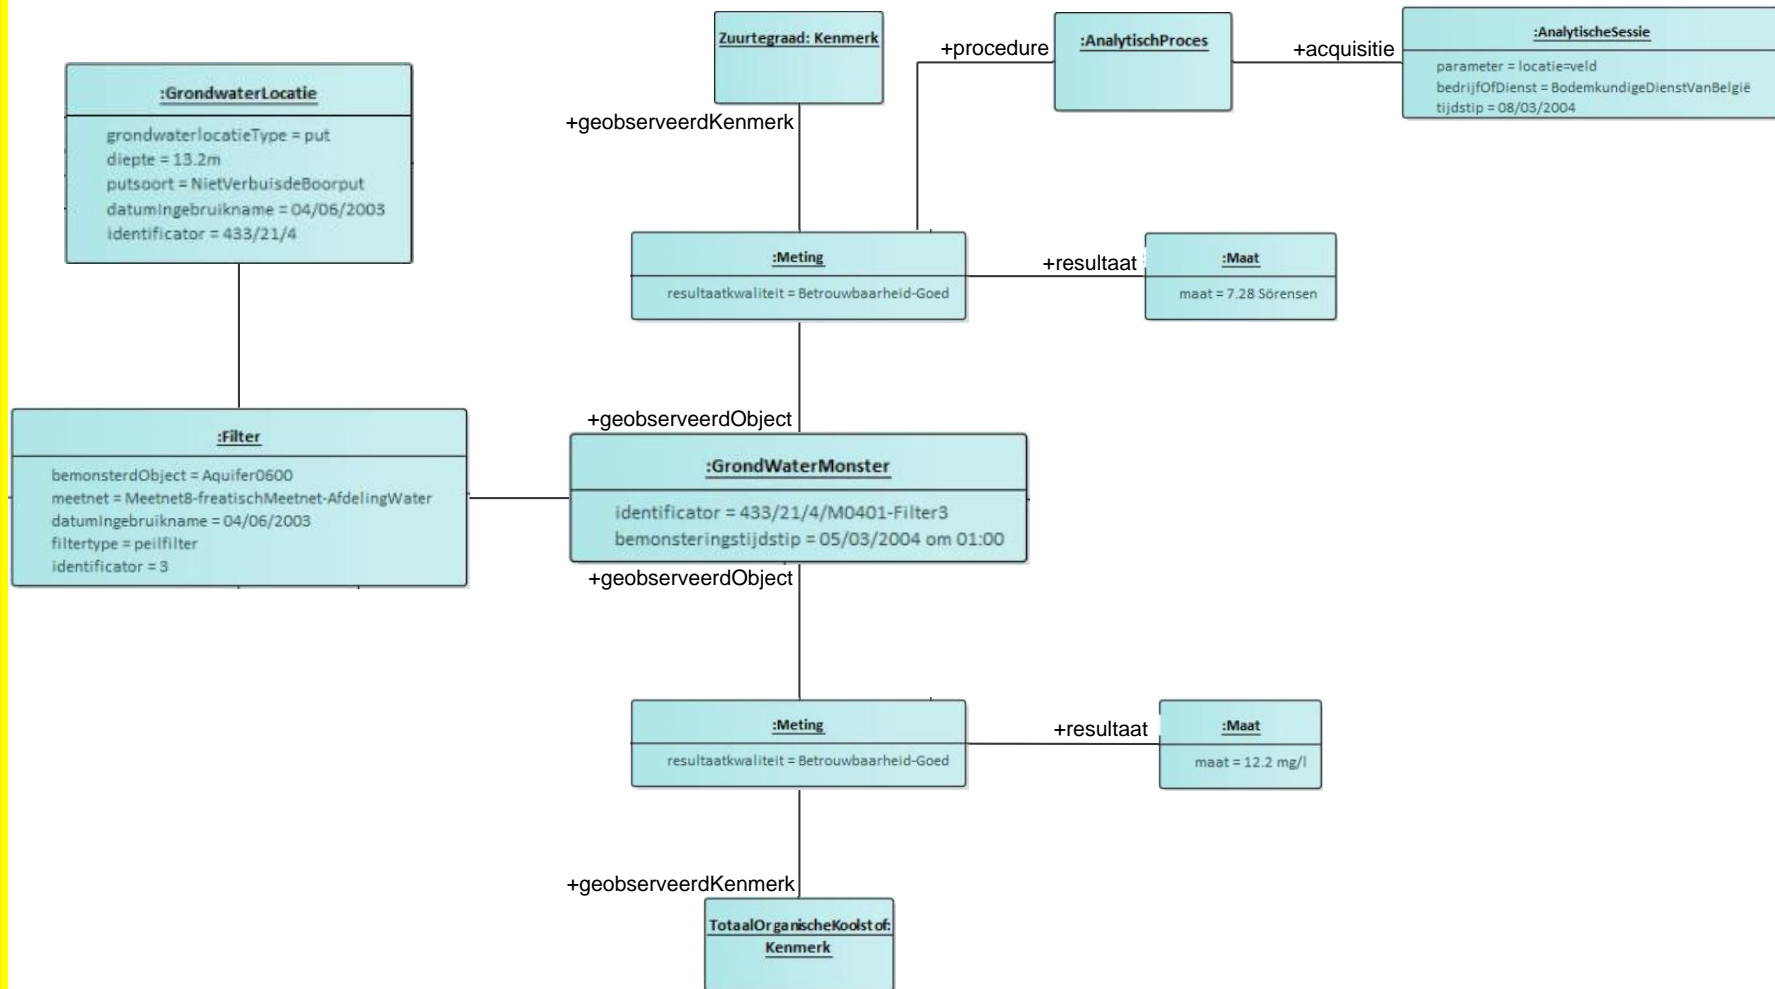 Zuurtegraad: Kenmerk
+procedure
:AnalytischProces
+acquisitie
:AnalytischeSessie
parameter = locatie=veld
bedrijfOfDienst = BodemkundigeDienstVanBelgië
tijdstip = 08/03/2004
:GrondwaterLocatie
grondwaterlocatieType = put
diepte = 13.2m
putsoort = NietVerbuisdeBoorput
datumIngebruikname = 04/06/2003
identificator = 433/21/4
+geobserveerdKenmerk
:Meting
resultaatkwaliteit = Betrouwbaarheid-Goed
+resultaat
:Maat
maat = 7.28 Sörensen
+geobserveerdObject
:Filter
bemonsterdObject = Aquifer0600
meetnet = Meetnet8-freatischMeetnet-AfdelingWater
datumIngebruikname = 04/06/2003
filtertype = peilfilter
identificator = 3
:GrondWaterMonster
identificator = 433/21/4/M0401-Filter3
bemonsteringstijdstip = 05/03/2004 om 01:00
+geobserveerdObject
:Meting
resultaatkwaliteit = Betrouwbaarheid-Goed
+resultaat
:Maat
maat = 12.2 mg/l
+geobserveerdKenmerk
TotaalOrganischeKoolstof:
Kenmerk